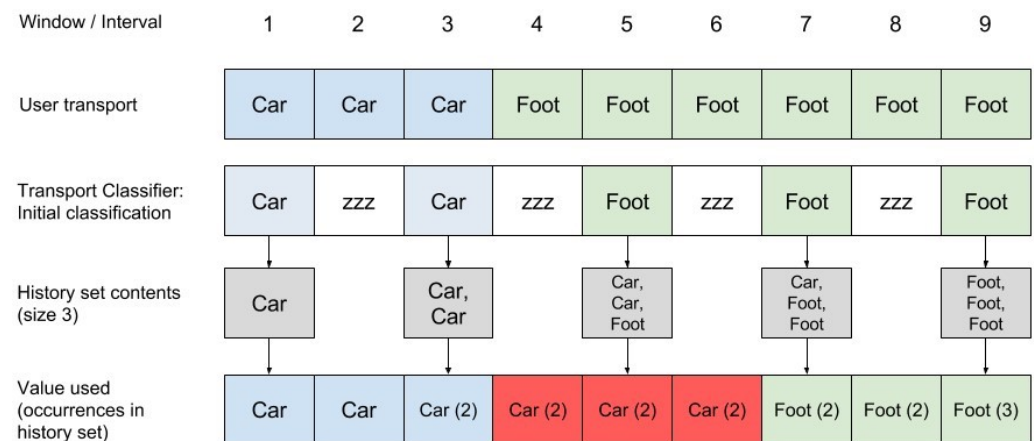 Window / Interval 1 2 3 4 5 6 7 8 9
User transport Car Car Car Foot Foot Foot Foot Foot Foot
Transport Classifier:
Initial classification
Car zzz Car zzz Foot zzz Foot zzz Foot
History set contents
(size 3)
Car
Car,
Car
Car,
Car,
Foot
Car,
Foot,
Foot
Foot,
Foot,
Foot
Value used
(occurrences in
history set)
Car Car Car (2) Car (2) Car (2) Car (2) Foot (2) Foot (2) Foot (3)